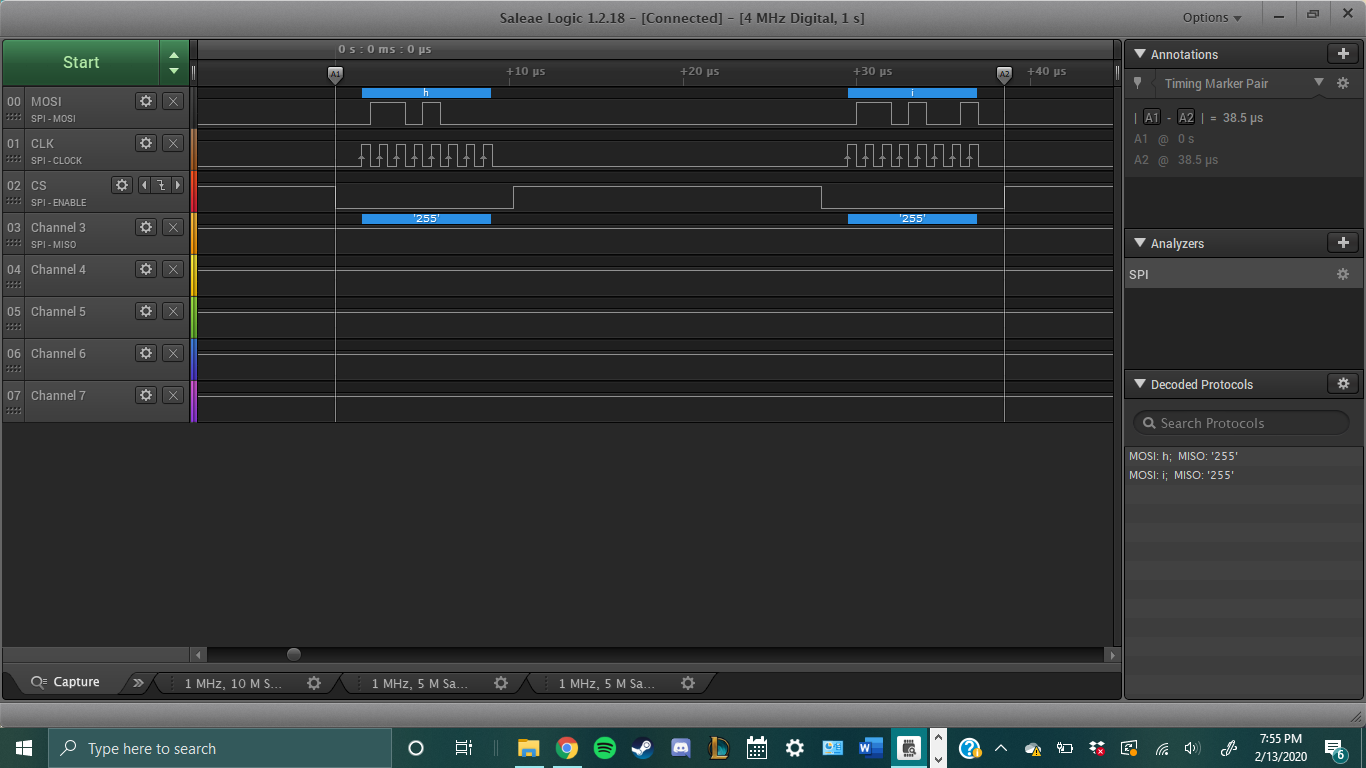 Saleae Logic 1.2.18 - [Connected] - [4 MHz Digital, 1 s]
Options
Start
0 s : 0 ms : 0 µs
A1
+10 µs
+20 µs
+30 µs
A2
+40 µs
00 MOSI
SPI - MOSI
h
i
01 CLK
SPI - CLOCK
02 CS
SPI - ENABLE
03 Channel 3
SPI - MISO
'255'
'255'
04 Channel 4
05 Channel 5
06 Channel 6
07 Channel 7
Annotations
Timing Marker Pair
| A1 - A2 | = 38.5 µs
A1 @ 0 s
A2 @ 38.5 µs
Analyzers
SPI
Decoded Protocols
Search Protocols
MOSI: h; MISO: '255'
MOSI: i; MISO: '255'
Capture
1 MHz, 10 M S...
1 MHz, 5 M Sa...
1 MHz, 5 M Sa...
Type here to search
7:55 PM
2/13/2020
6